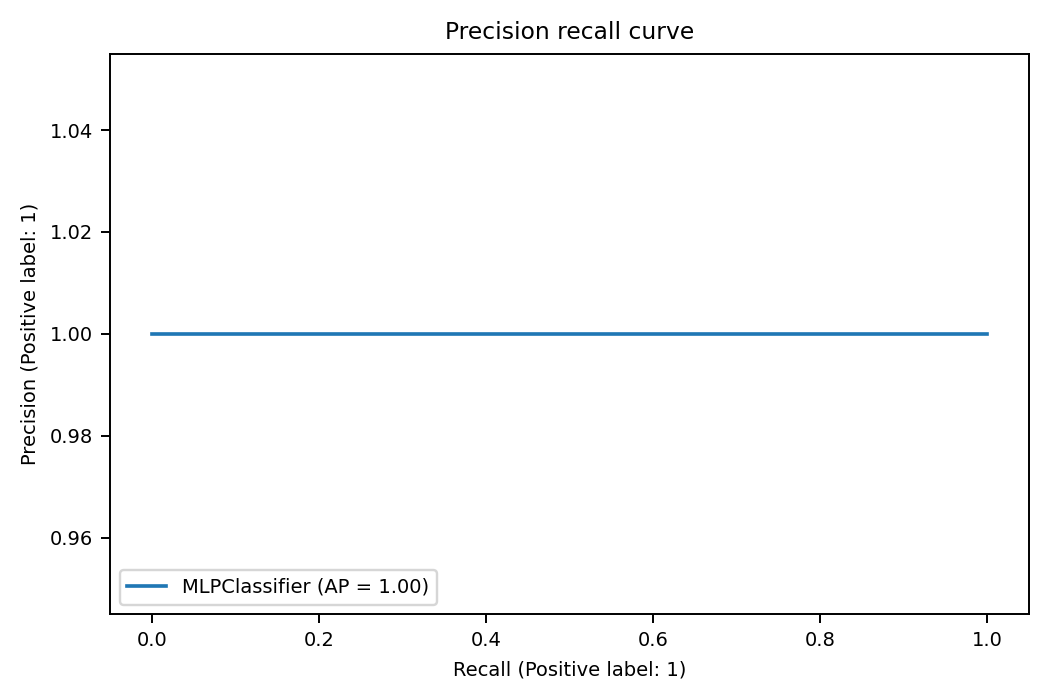 Precision recall curve
Precision (Positive label: 1)
1.04
1.02
1.00
0.98
0.96
MLPClassifier (AP = 1.00)
0.0 0.2 0.4 0.6 0.8 1.0
Recall (Positive label: 1)